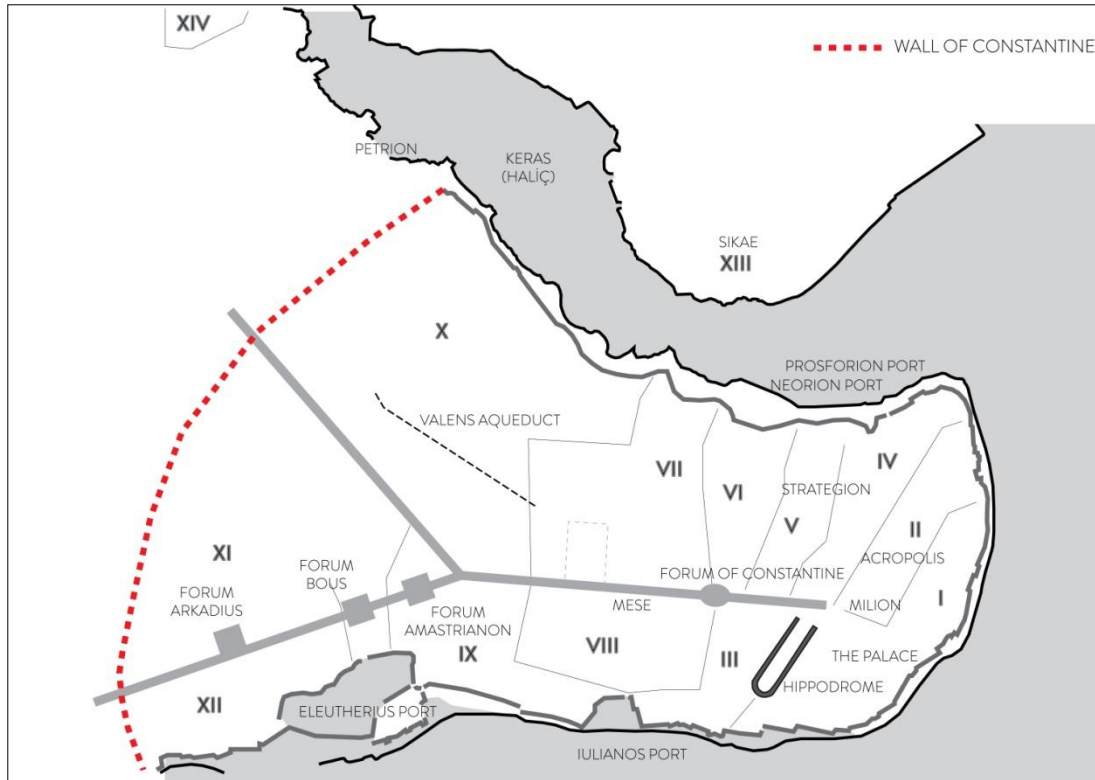 XIV
WALL OF CONSTANTINE
PETRION
KERAS
(HALİÇ)
SIKAE
XIII
X
PROSFORION PORT
NEORION PORT
VALENS AQUEDUCT
VII
IV
VI
STRATEGION
V
II
XI
ACROPOLIS
FORUM
BOUS
FORUM OF CONSTANTINE
FORUM
ARKADIUS
I
MESE
MILION
FORUM
AMASTRIANON
VIII
IX
III
THE PALACE
HIPPODROME
XII
ELEUTHERIUS PORT
IULIANOS PORT